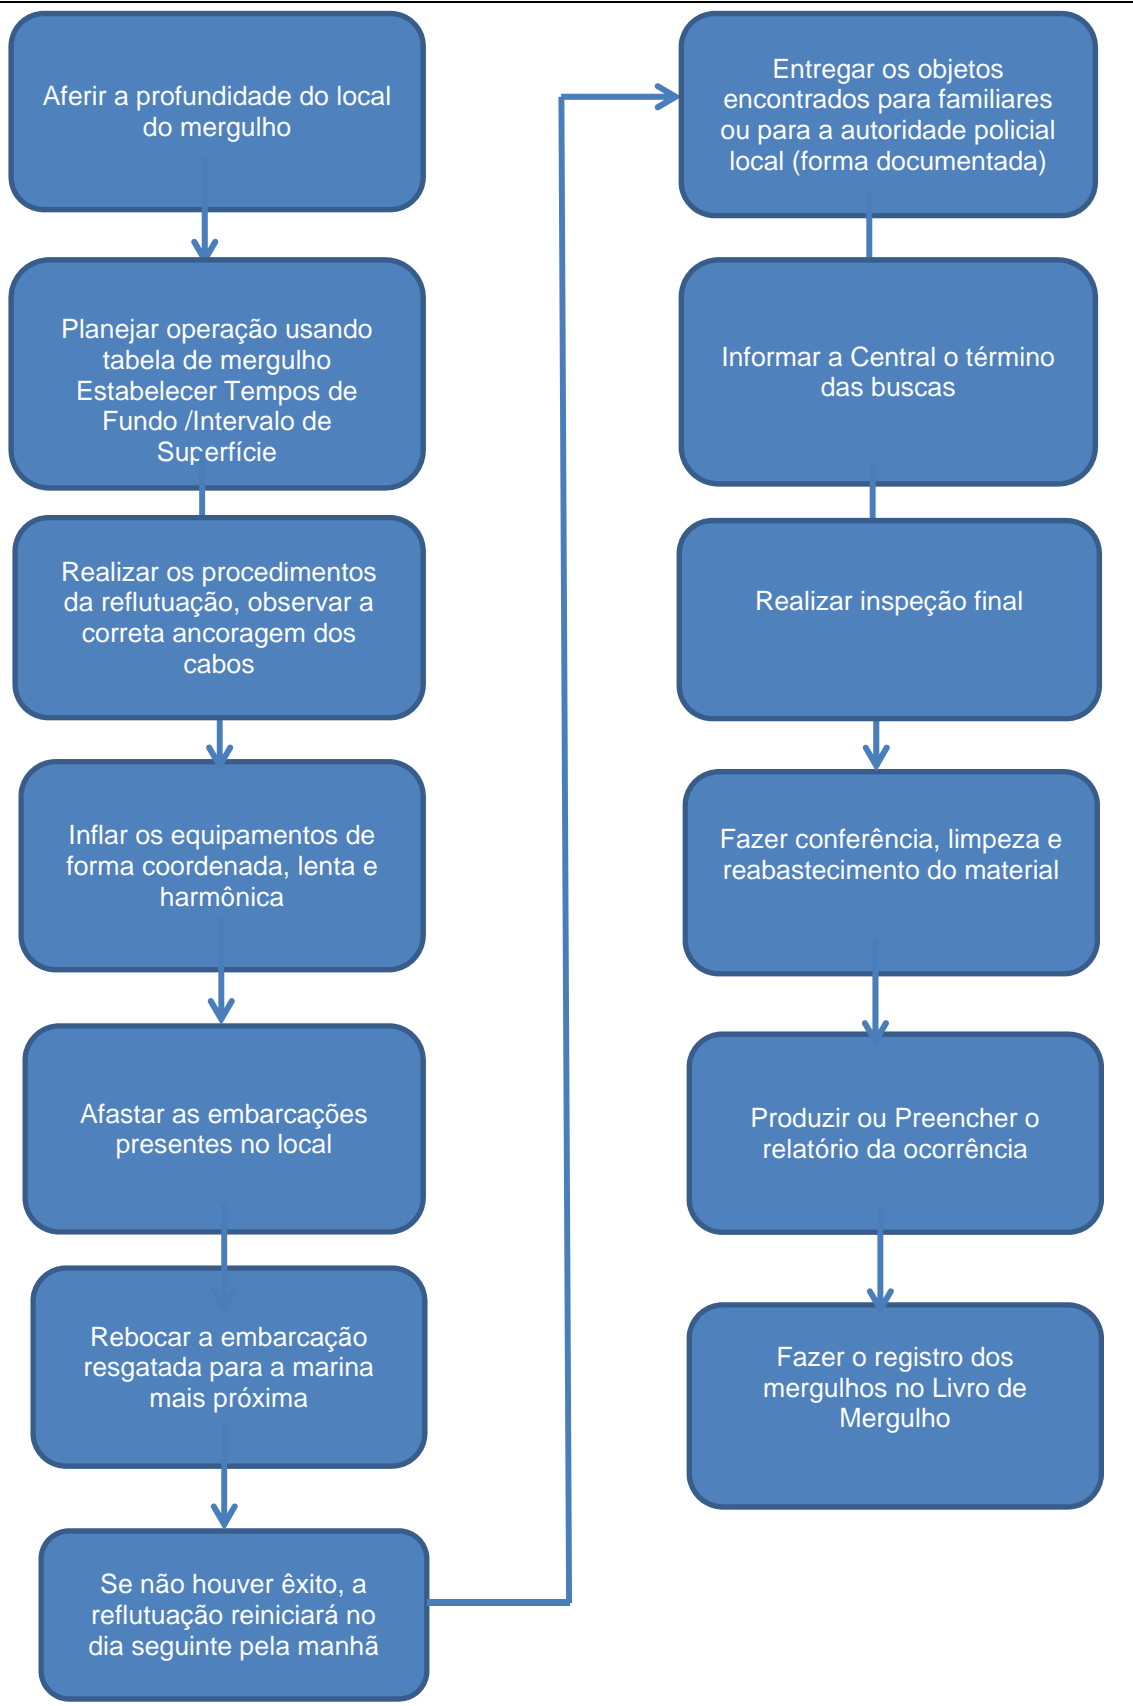 Aferir a profundidade do local
do mergulho
Planejar operação usando
tabela de mergulho
Estabelecer Tempos de
Fundo /Intervalo de
Superfície
Realizar os procedimentos
da reflutuação, observar a
correta ancoragem dos
cabos
Inflar os equipamentos de
forma coordenada, lenta e
harmônica
Afastar as embarcações
presentes no local
Rebocar a embarcação
resgatada para a marina
mais próxima
Se não houver êxito, a
reflutuação reiniciará no
dia seguinte pela manhã
Entregar os objetos
encontrados para familiares
ou para a autoridade policial
local (forma documentada)
Informar a Central o término
das buscas
Realizar inspeção final
Fazer conferência, limpeza e
reabastecimento do material
Produzir ou Preencher o
relatório da ocorrência
Fazer o registro dos
mergulhos no Livro de
Mergulho